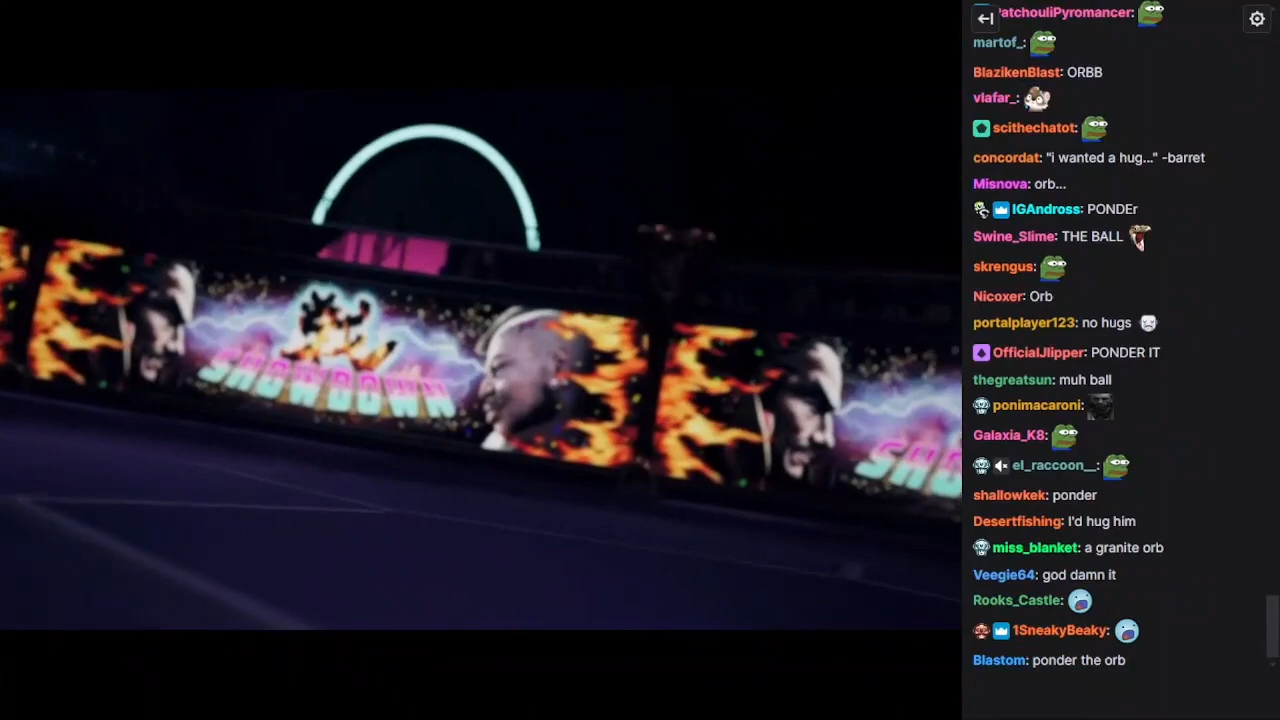 SHOWDOWN
SHO
PatchouliPyromancer:
martof_:
BlazikenBlast: ORBB
vlafar_:
scithechatot:
concordat: "i wanted a hug..." -barret
Misnova: orb...
IGAndross: PONDEr
Swine_Slime: THE BALL
skrengus:
Nicoxer: Orb
portalplayer123: no hugs
OfficialJlipper: PONDER IT
thegreatsun: muh ball
ponimacaroni:
Galaxia_K8:
el_raccoon__:
shallowkek: ponder
Desertfishing: I'd hug him
miss_blanket: a granite orb
Veegie64: god damn it
Rooks_Castle:
1SneakyBeaky:
Blastom: ponder the orb